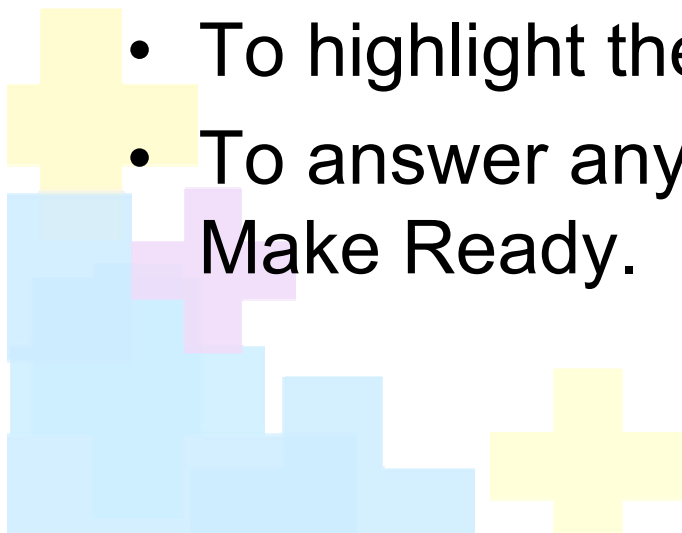 • To highlight the
• To answer any
Make Ready.